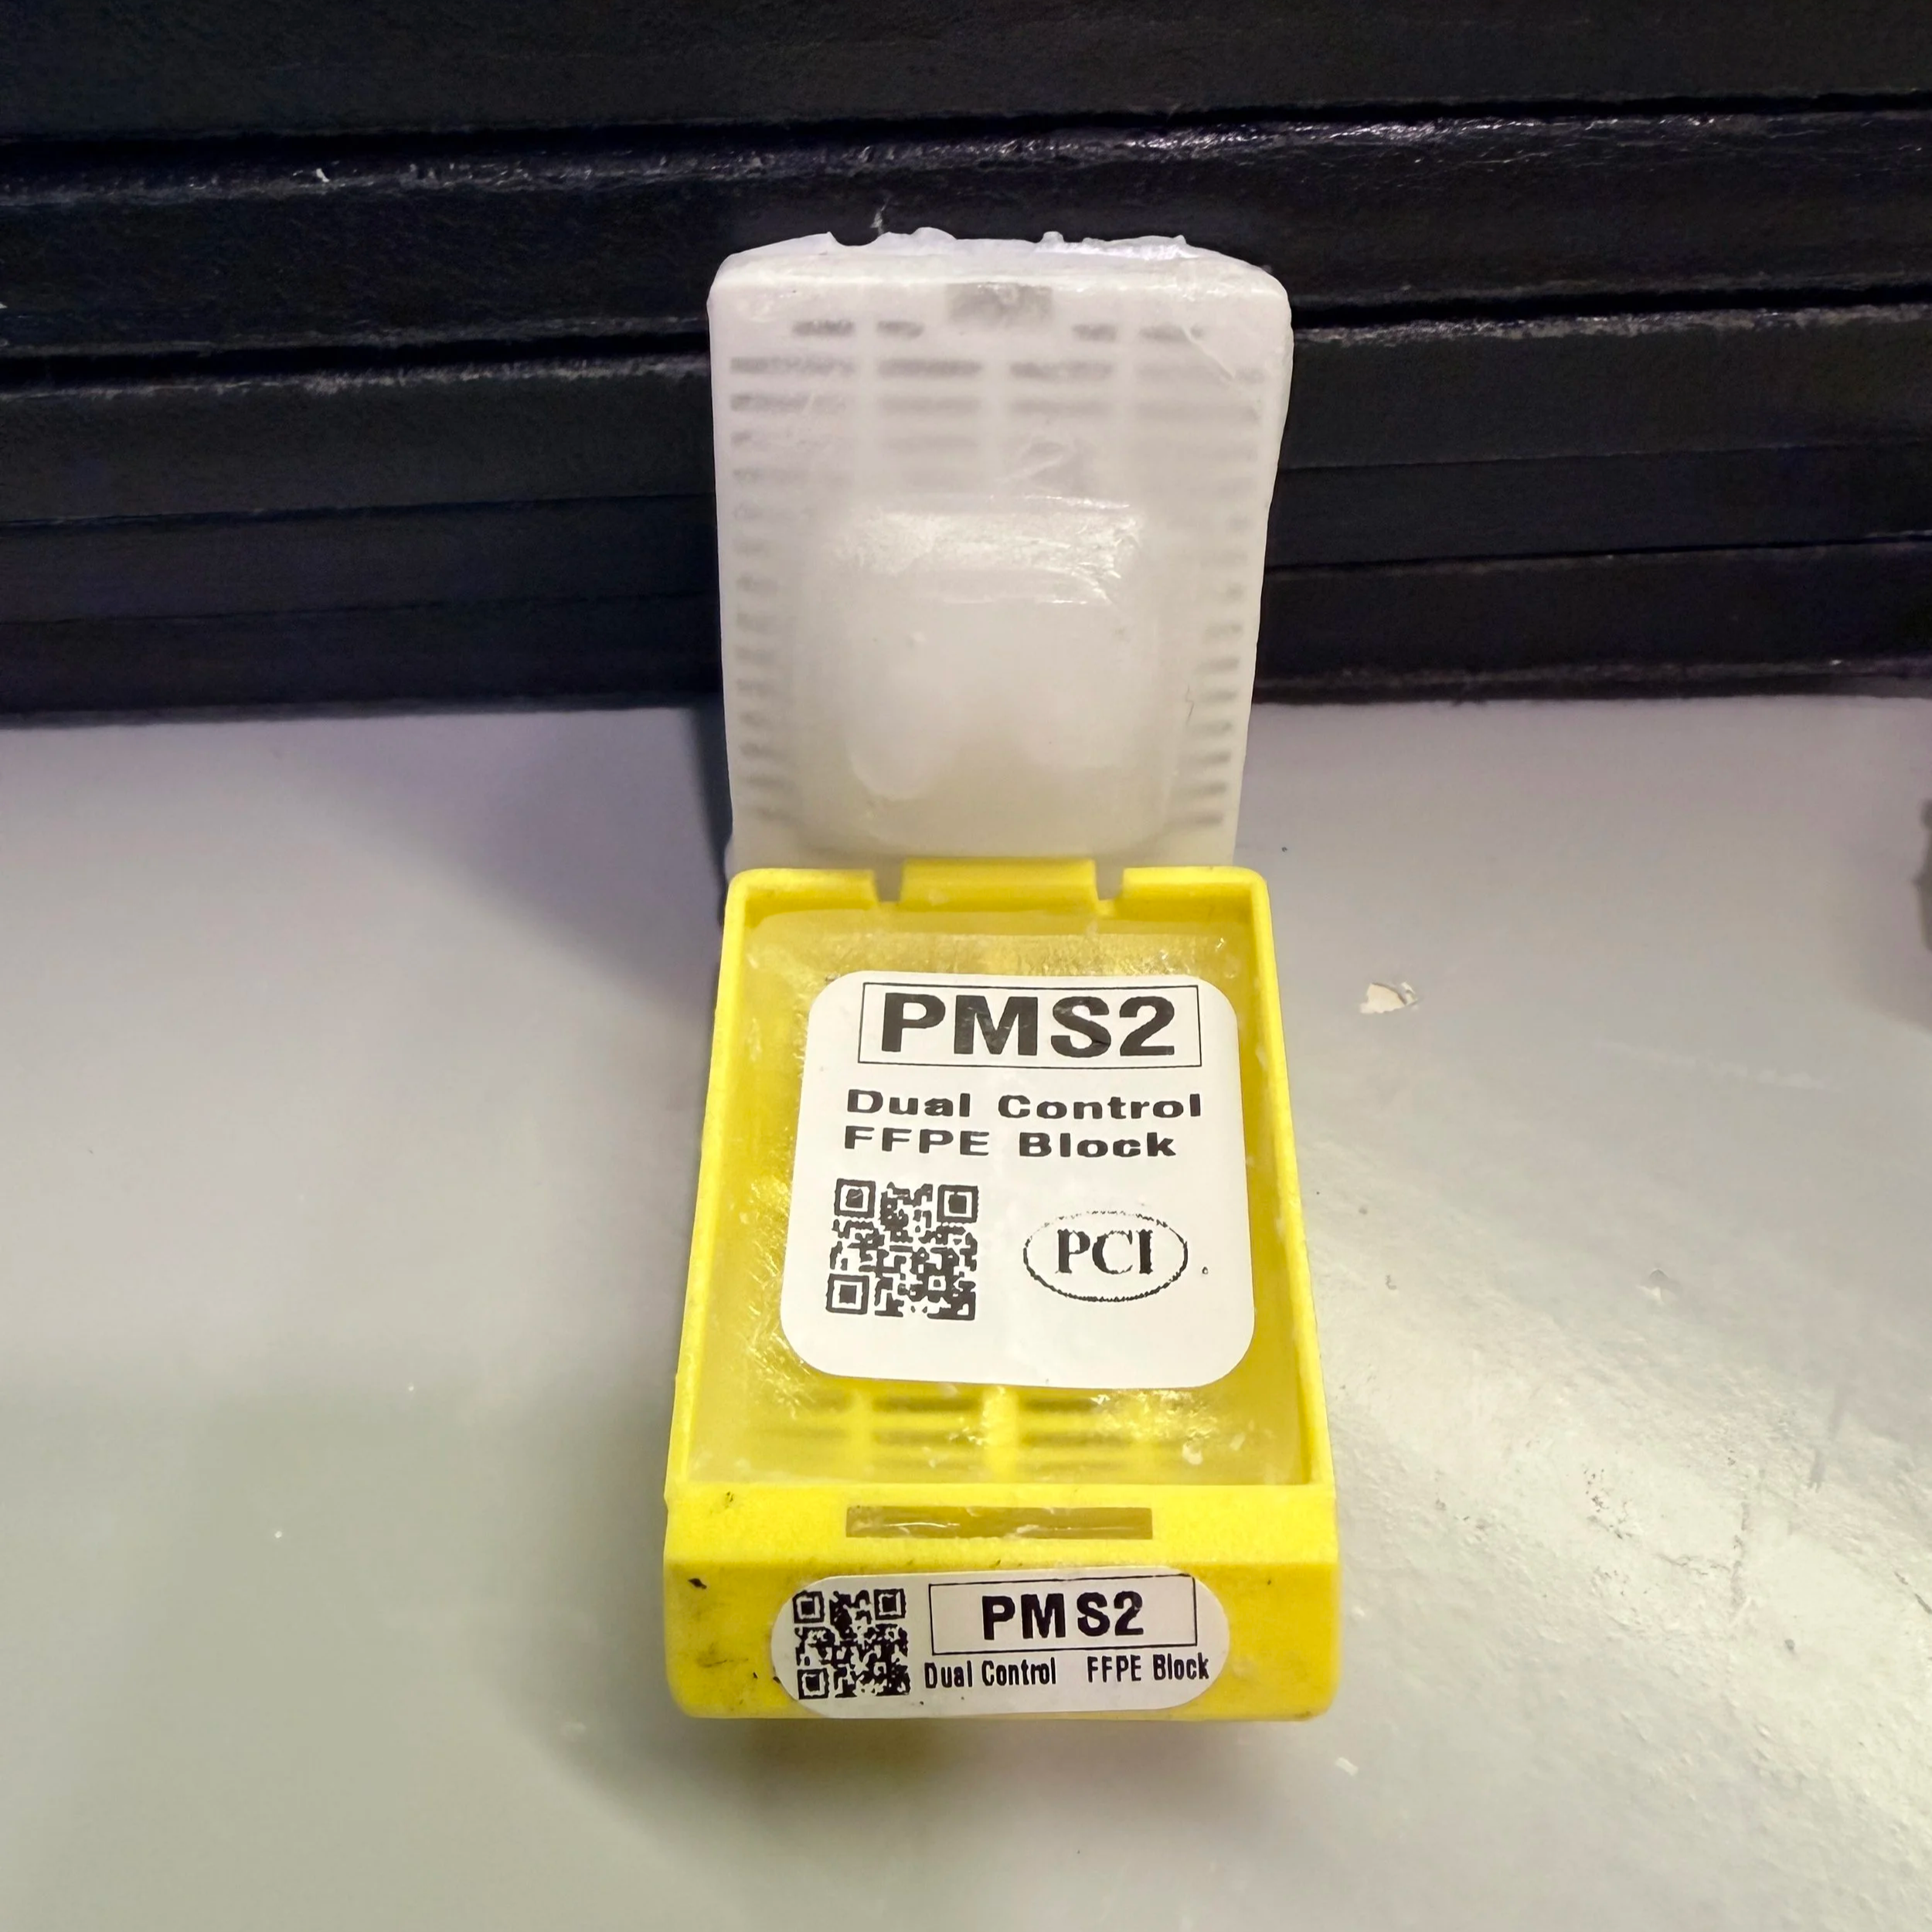 PMS2
Dual Control
FFPE Block
PCI
PMS2
Dual Control FFPE Block